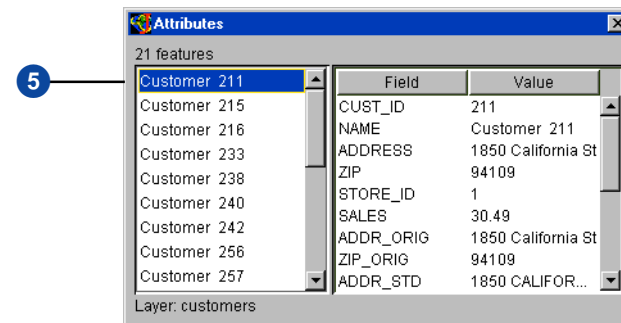 Attributes
21 features
5
Customer 211
Customer 215
Customer 216
Customer 233
Customer 238
Customer 240
Customer 242
Customer 256
Customer 257
Field Value
CUST_ID 211
NAME Customer 211
ADDRESS 1850 California St
ZIP 94109
STORE_ID 1
SALES 30.49
ADDR_ORIG 1850 California St
ZIP_ORIG 94109
ADDR_STD 1850 CALIFOR...
Layer: customers